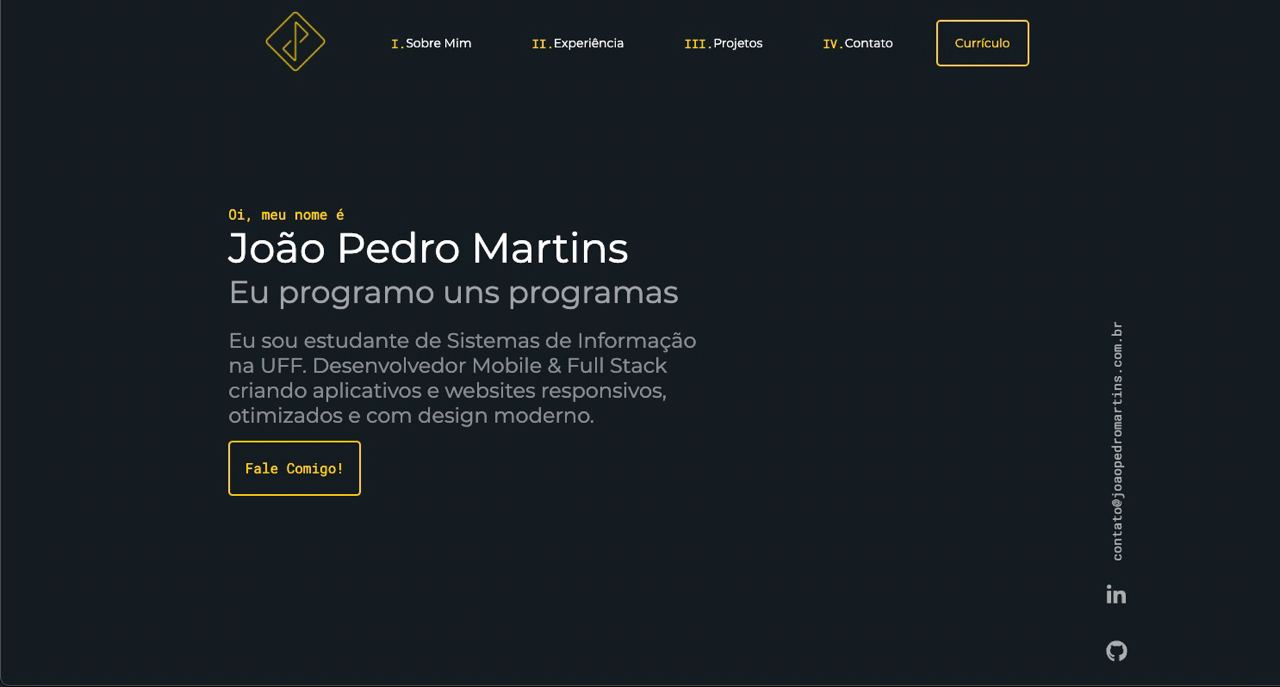 I.Sobre Mim
II.Experiência
III.Projetos
IV.Contato
Currículo
Oi, meu nome é
João Pedro Martins
Eu programo uns programas
Eu sou estudante de Sistemas de Informação
na UFF. Desenvolvedor Mobile & Full Stack
criando aplicativos e websites responsivos,
otimizados e com design moderno.
Fale Comigo!
contato@joaopedromartins.com.br
in